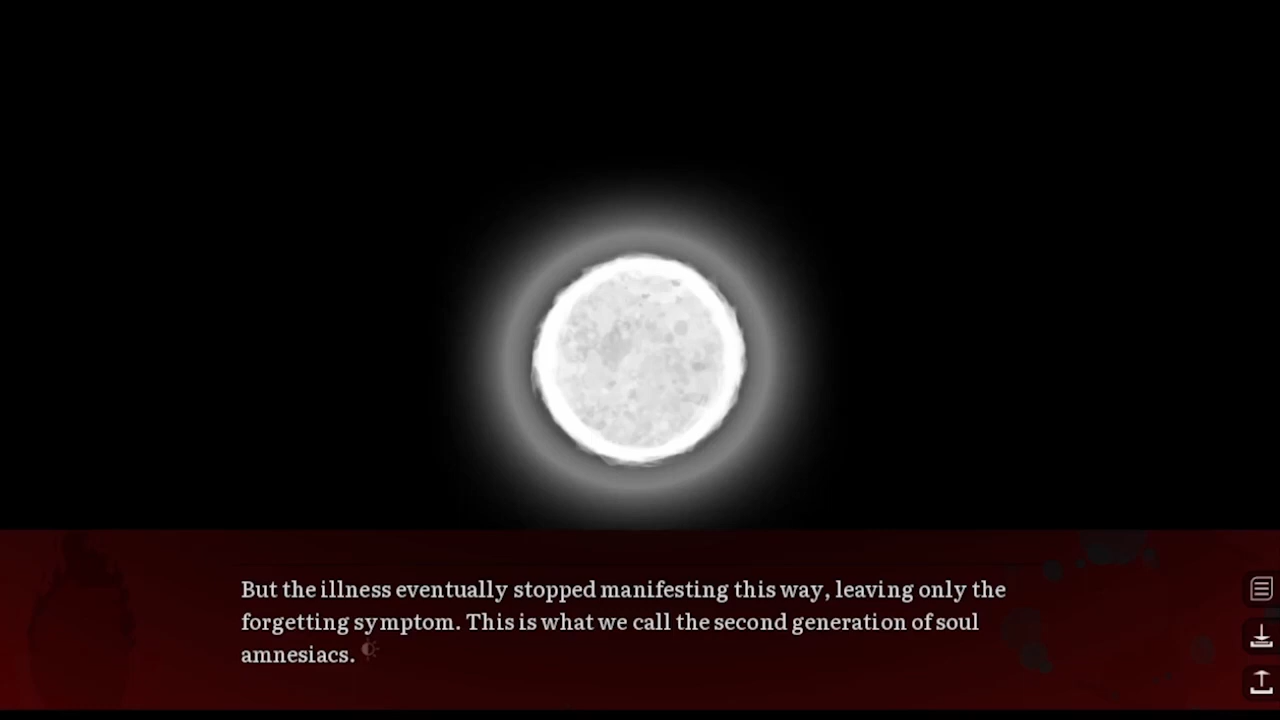 But the illness eventually stopped manifesting this way, leaving only the
forgetting symptom. This is what we call the second generation of soul
amnesiacs.